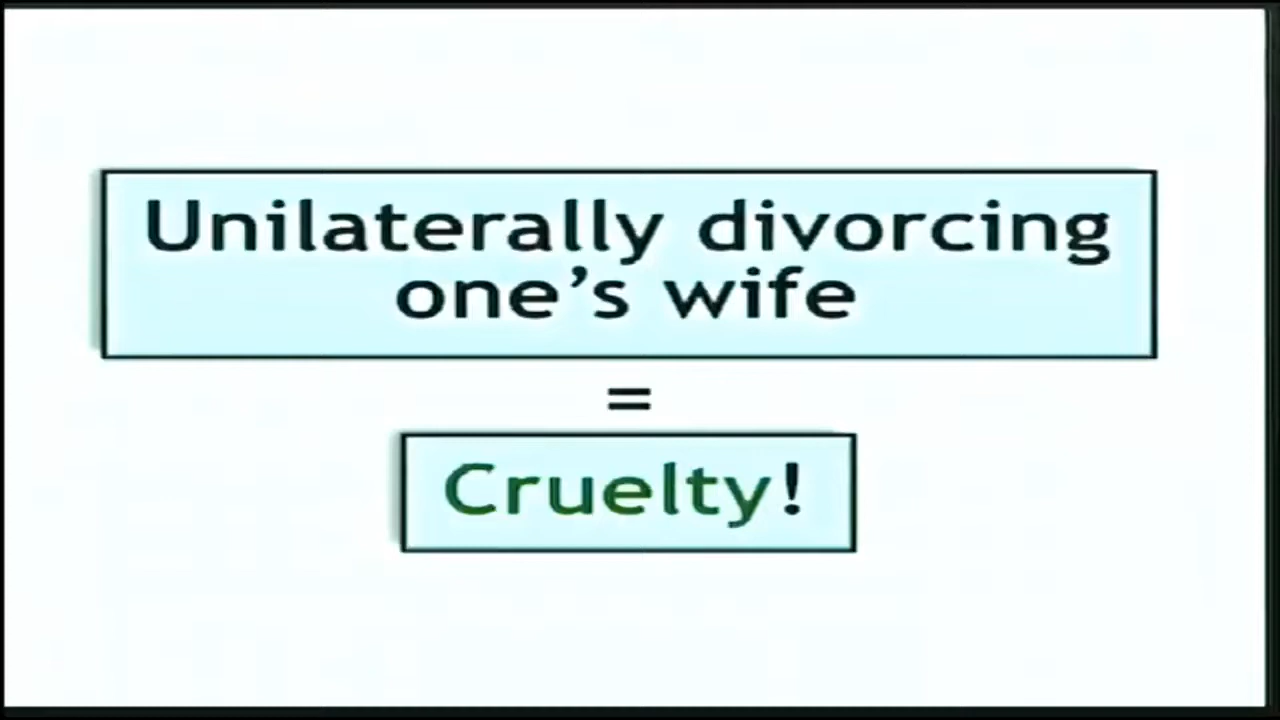 Unilaterally divorcing
one’s wife
=
Cruelty!